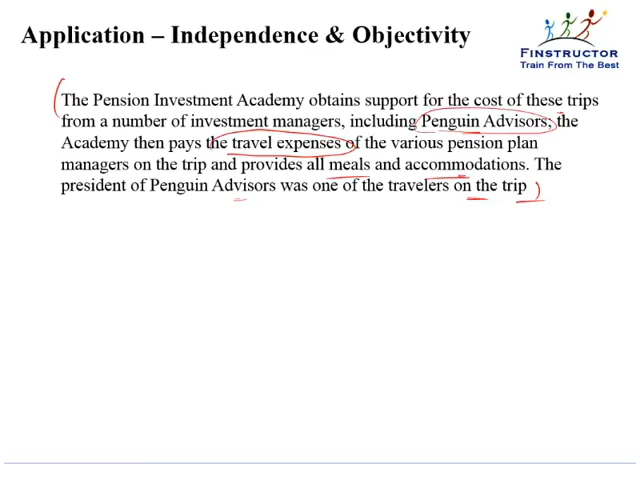 Application – Independence & Objectivity
FINSTRUCTOR
TRAIN FROM THE BEST
The Pension Investment Academy obtains support for the cost of these trips
from a number of investment managers, including Penguin Advisors; the
Academy then pays the travel expenses of the various pension plan
managers on the trip and provides all meals and accommodations. The
president of Penguin Advisors was one of the travelers on the trip